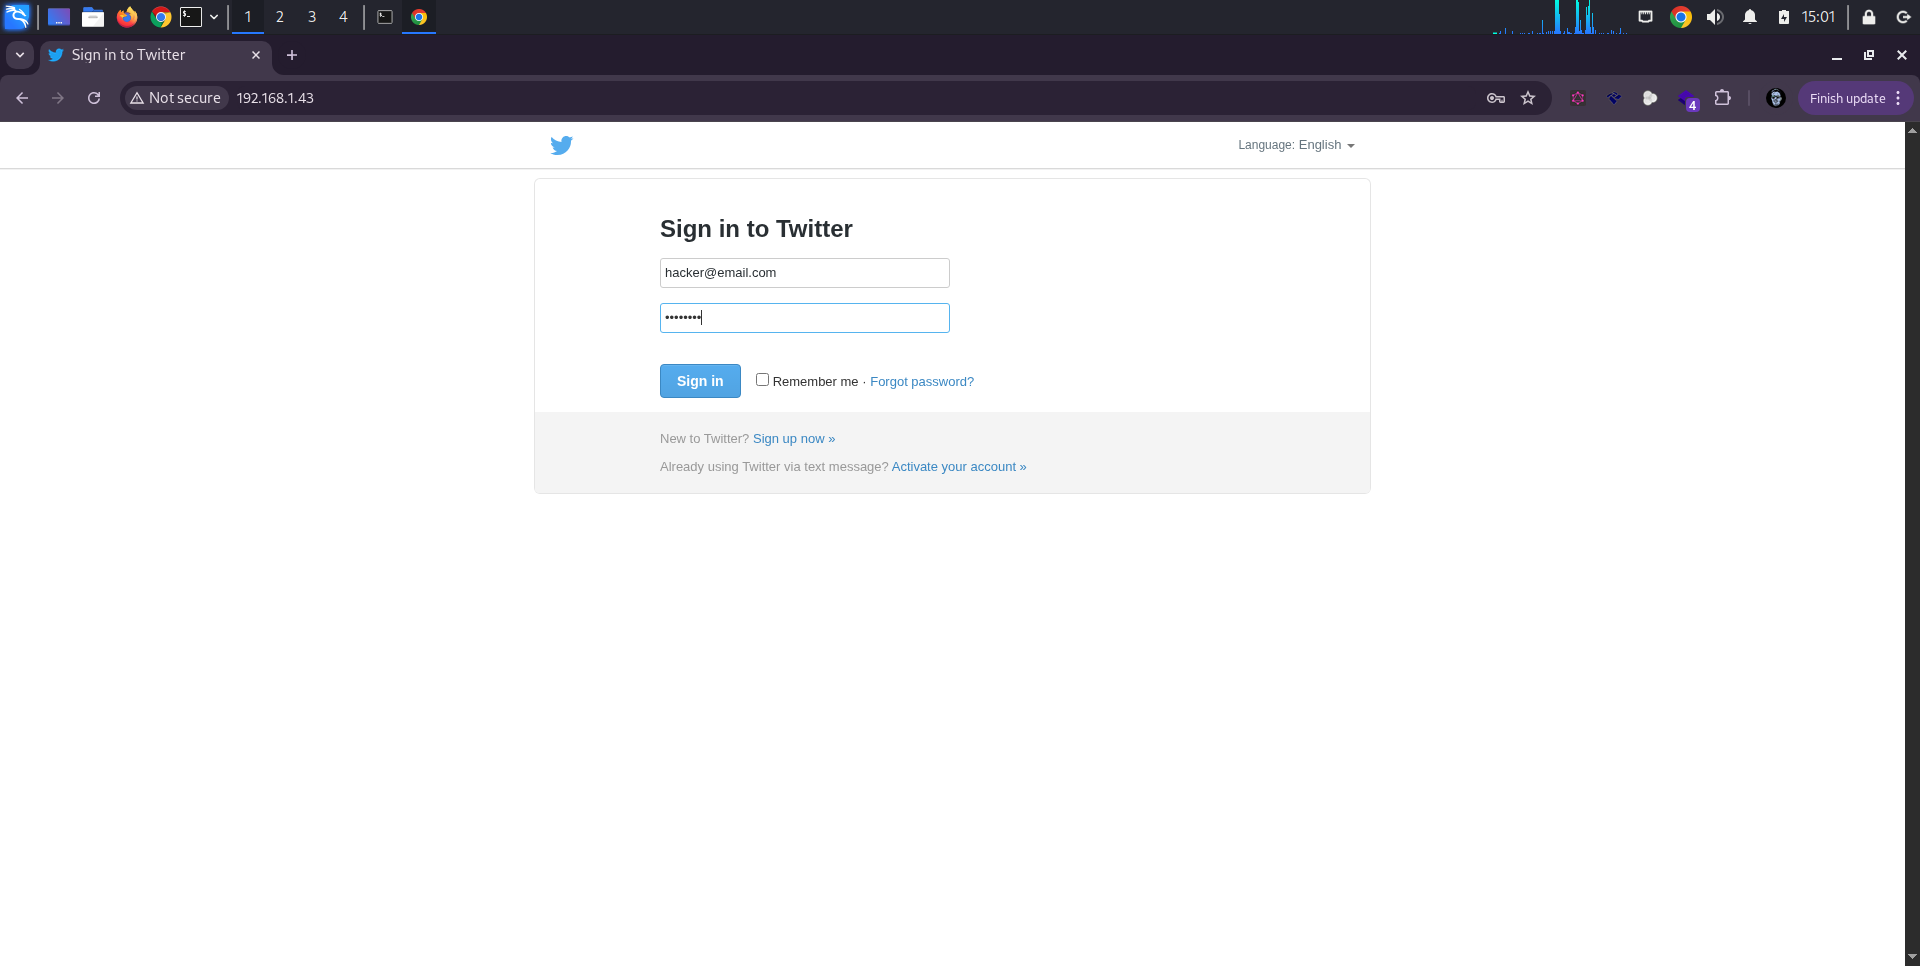 1 2 3 4 15:01
Sign in to Twitter
Not secure 192.168.1.43 4 Finish update
Language: English
Sign in to Twitter
hacker@email.com
••••••••
Sign in Remember me · Forgot password?
New to Twitter? Sign up now »
Already using Twitter via text message? Activate your account »